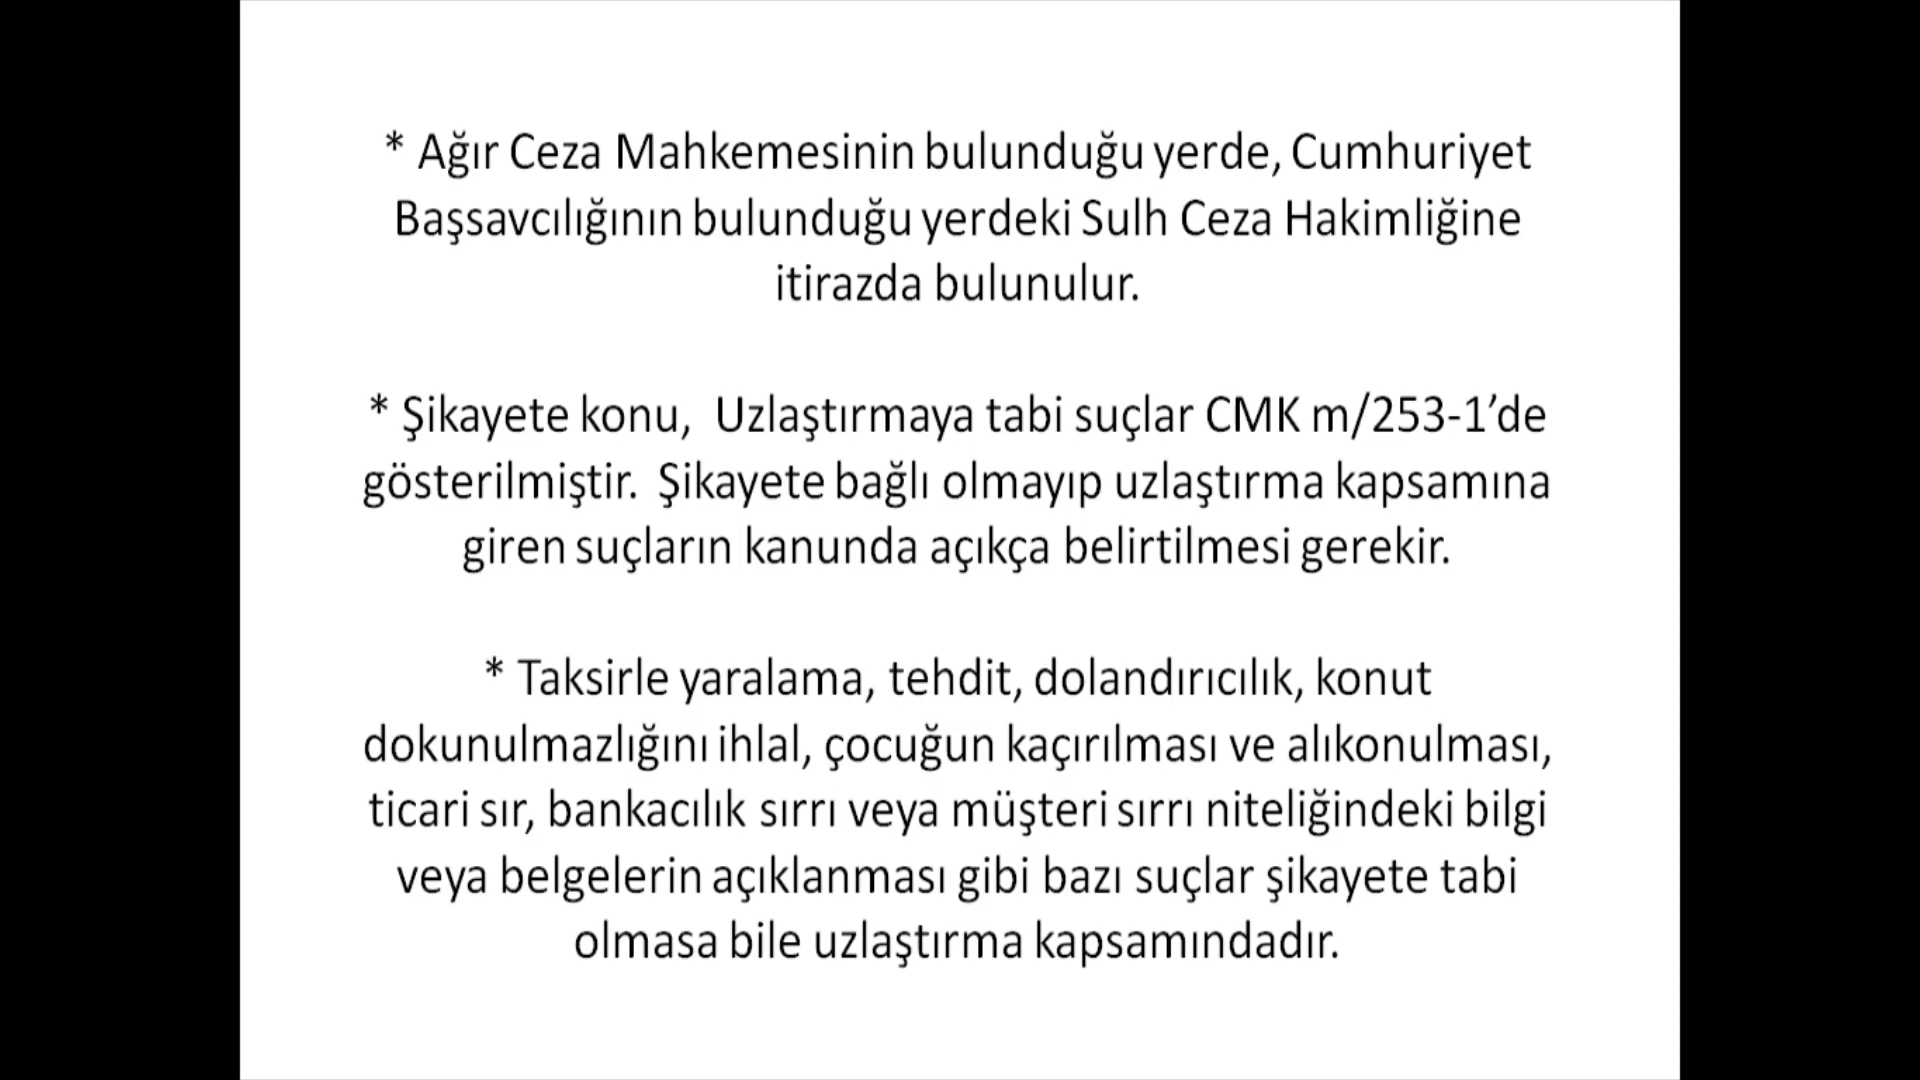 * Ağır Ceza Mahkemesinin bulunduğu yerde, Cumhuriyet
Başsavcılığının bulunduğu yerdeki Sulh Ceza Hakimliğine
itirazda bulunulur.
* Şikayete konu,  Uzlaştırmaya tabi suçlar CMK m/253-1’de
gösterilmiştir.  Şikayete bağlı olmayıp uzlaştırma kapsamına
giren suçların kanunda açıkça belirtilmesi gerekir.
* Taksirle yaralama, tehdit, dolandırıcılık, konut
dokunulmazlığını ihlal, çocuğun kaçırılması ve alıkonulması,
ticari sır, bankacılık sırrı veya müşteri sırrı niteliğindeki bilgi
veya belgelerin açıklanması gibi bazı suçlar şikayete tabi
olmasa bile uzlaştırma kapsamındadır.